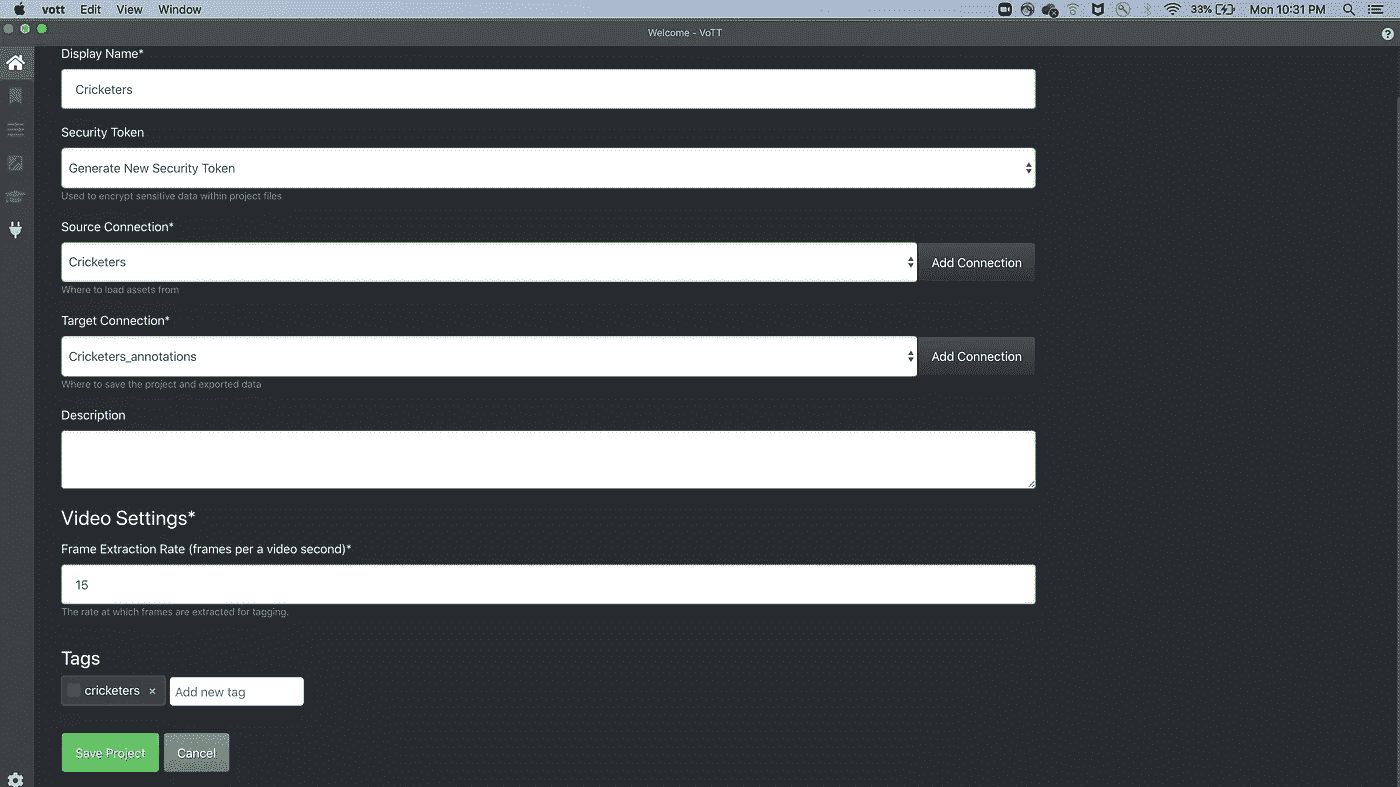 vott Edit View Window 33% Mon 10:31 PM
Welcome - VoTT
Display Name*
Cricketers
Security Token
Generate New Security Token
Used to encrypt sensitive data within project files
Source Connection*
Cricketers Add Connection
Where to load assets from
Target Connection*
Cricketers_annotations Add Connection
Where to save the project and exported data
Description
Video Settings*
Frame Extraction Rate (frames per a video second)*
15
The rate at which frames are extracted for tagging.
Tags
cricketers × Add new tag
Save Project Cancel